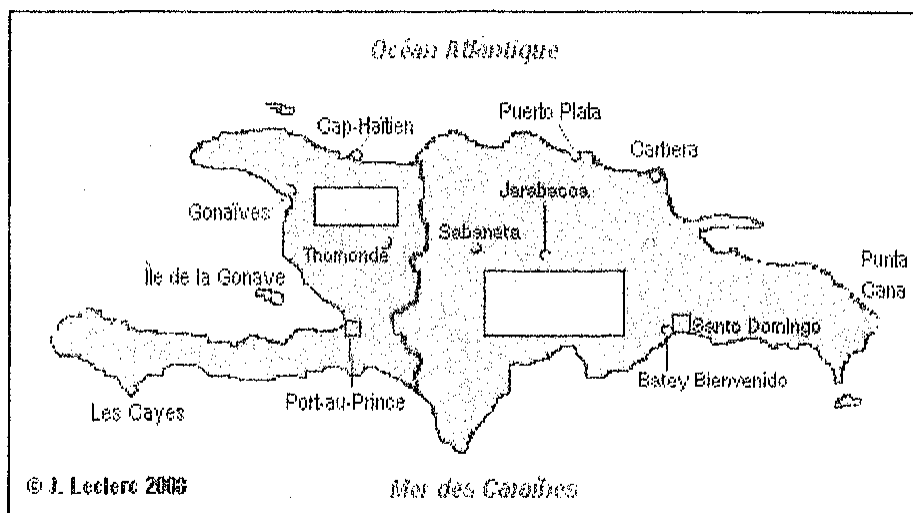 Océan Atlantique
Puerto Plata
Cap-Haïtien
Carbera
Jarabacoa
Gonaïves
Sabaneta
Thomonde
Île de la Gonave
Punta
Cana
Santo Domingo
Batey Bienvenido
Port-au-Prince
Les Cayes
© J. Leclerc 2003
Mer des Caraïbes